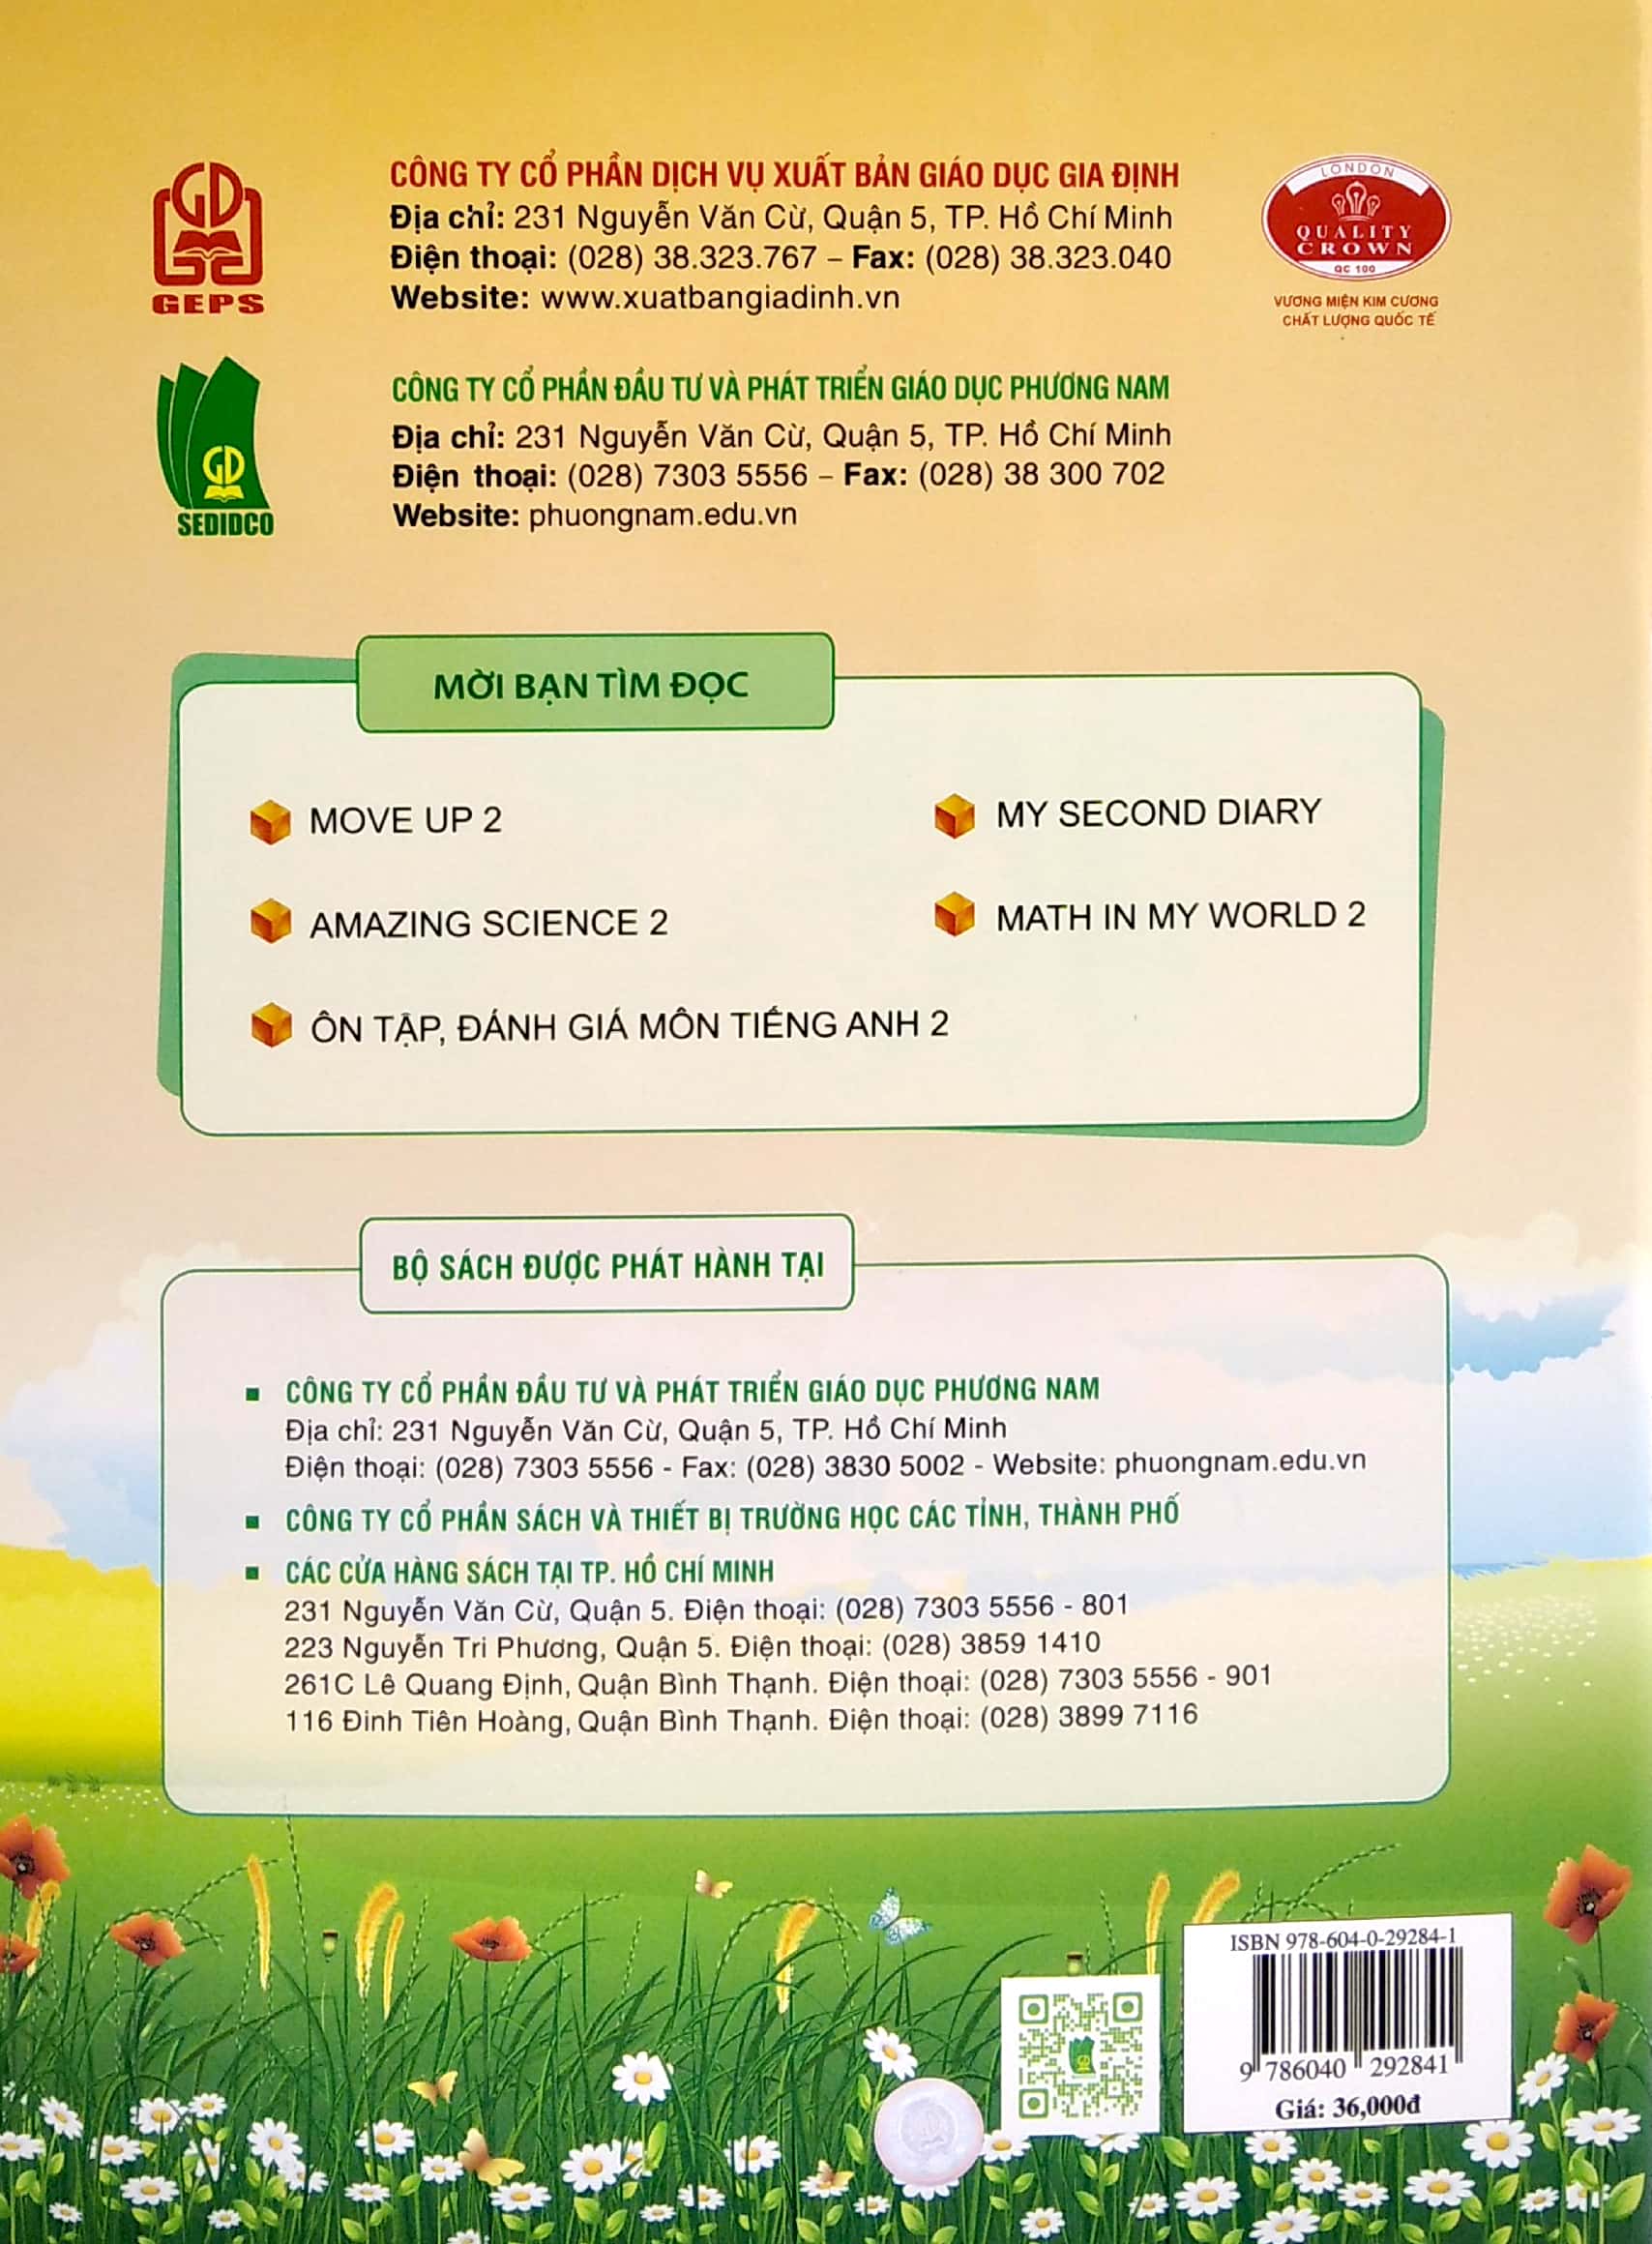 GD
GEPS
CÔNG TY CỔ PHẦN DỊCH VỤ XUẤT BẢN GIÁO DỤC GIA ĐỊNH
Địa chỉ: 231 Nguyễn Văn Cừ, Quận 5, TP. Hồ Chí Minh
Điện thoại: (028) 38.323.767 – Fax: (028) 38.323.040
Website: www.xuatbangiadinh.vn
LONDON
QUALITY
CROWN
QC 100
VƯƠNG MIỆN KIM CƯƠNG
CHẤT LƯỢNG QUỐC TẾ
GD
SEDIDCO
CÔNG TY CỔ PHẦN ĐẦU TƯ VÀ PHÁT TRIỂN GIÁO DỤC PHƯƠNG NAM
Địa chỉ: 231 Nguyễn Văn Cừ, Quận 5, TP. Hồ Chí Minh
Điện thoại: (028) 7303 5556 – Fax: (028) 38 300 702
Website: phuongnam.edu.vn
MỜI BẠN TÌM ĐỌC
MOVE UP 2
MY SECOND DIARY
AMAZING SCIENCE 2
MATH IN MY WORLD 2
ÔN TẬP, ĐÁNH GIÁ MÔN TIẾNG ANH 2
BỘ SÁCH ĐƯỢC PHÁT HÀNH TẠI
CÔNG TY CỔ PHẦN ĐẦU TƯ VÀ PHÁT TRIỂN GIÁO DỤC PHƯƠNG NAM
Địa chỉ: 231 Nguyễn Văn Cừ, Quận 5, TP. Hồ Chí Minh
Điện thoại: (028) 7303 5556 - Fax: (028) 3830 5002 - Website: phuongnam.edu.vn
CÔNG TY CỔ PHẦN SÁCH VÀ THIẾT BỊ TRƯỜNG HỌC CÁC TỈNH, THÀNH PHỐ
CÁC CỬA HÀNG SÁCH TẠI TP. HỒ CHÍ MINH
231 Nguyễn Văn Cừ, Quận 5. Điện thoại: (028) 7303 5556 - 801
223 Nguyễn Tri Phương, Quận 5. Điện thoại: (028) 3859 1410
261C Lê Quang Định, Quận Bình Thạnh. Điện thoại: (028) 7303 5556 - 901
116 Đinh Tiên Hoàng, Quận Bình Thạnh. Điện thoại: (028) 3899 7116
ISBN 978-604-0-29284-1
9 786040 292841
Giá: 36,000đ